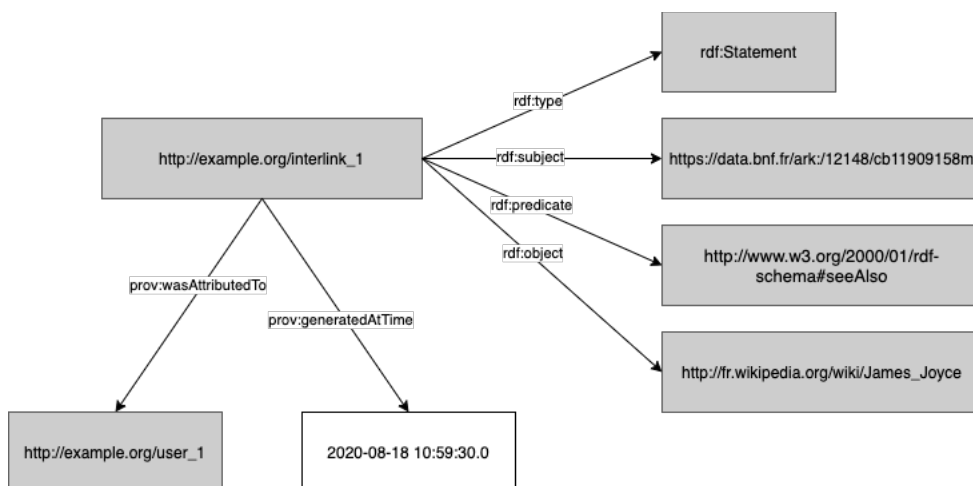 rdf:Statement
rdf:type
http://example.org/interlink_1
rdf:subject
https://data.bnf.fr/ark:/12148/cb11909158m
rdf:predicate
http://www.w3.org/2000/01/rdf-
schema#seeAlso
rdf:object
prov:wasAttributedTo
prov:generatedAtTime
http://fr.wikipedia.org/wiki/James_Joyce
http://example.org/user_1
2020-08-18 10:59:30.0